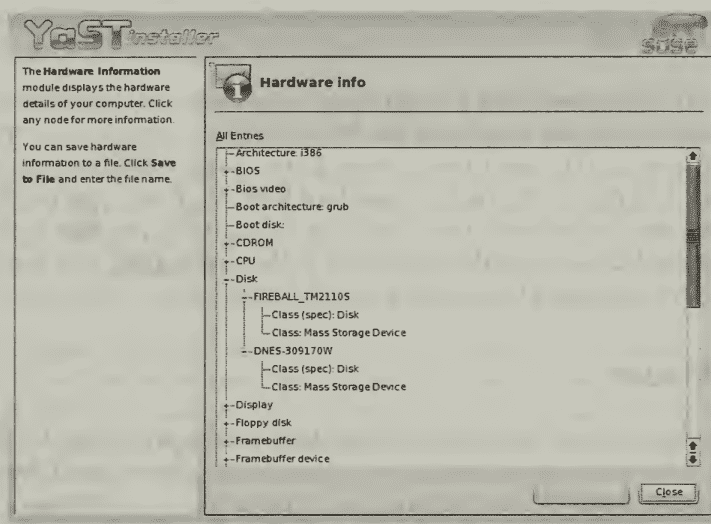 YaST installer
SuSE
The Hardware Information
module displays the hardware
details of your computer. Click
any node for more information.
You can save hardware
information to a file. Click Save
to File and enter the file name.
Hardware info
All Entries
Architecture: i386
BIOS
Bios video
Boot architecture: grub
Boot disk:
CDROM
CPU
Disk
FIREBALL_TM2110S
Class (spec): Disk
Class: Mass Storage Device
DNES-309170W
Class (spec): Disk
Class: Mass Storage Device
Display
Floppy disk
Framebuffer
Framebuffer device
Close